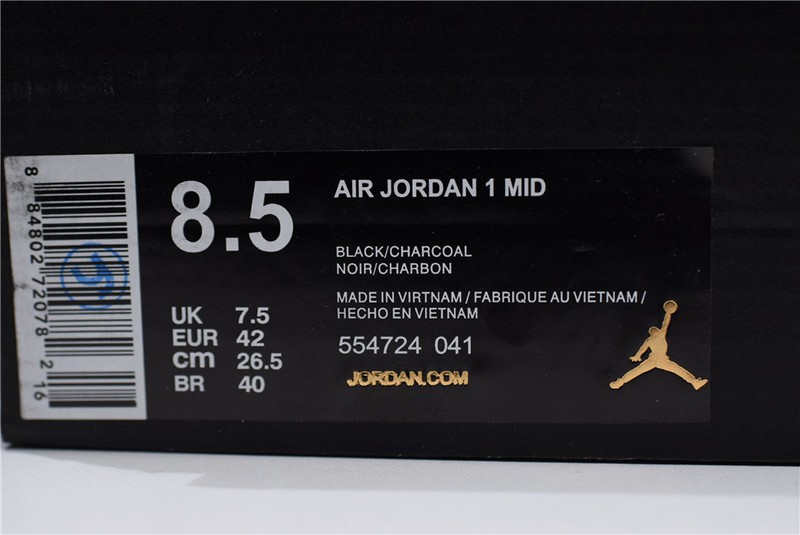 8 84802 72078 2 16
y
8.5
AIR JORDAN 1 MID
BLACK/CHARCOAL
NOIR/CHARBON
MADE IN VIRTNAM / FABRIQUE AU VIETNAM /
HECHO EN VIETNAM
554724 041
JORDAN.COM
UK 7.5
EUR 42
cm 26.5
BR 40